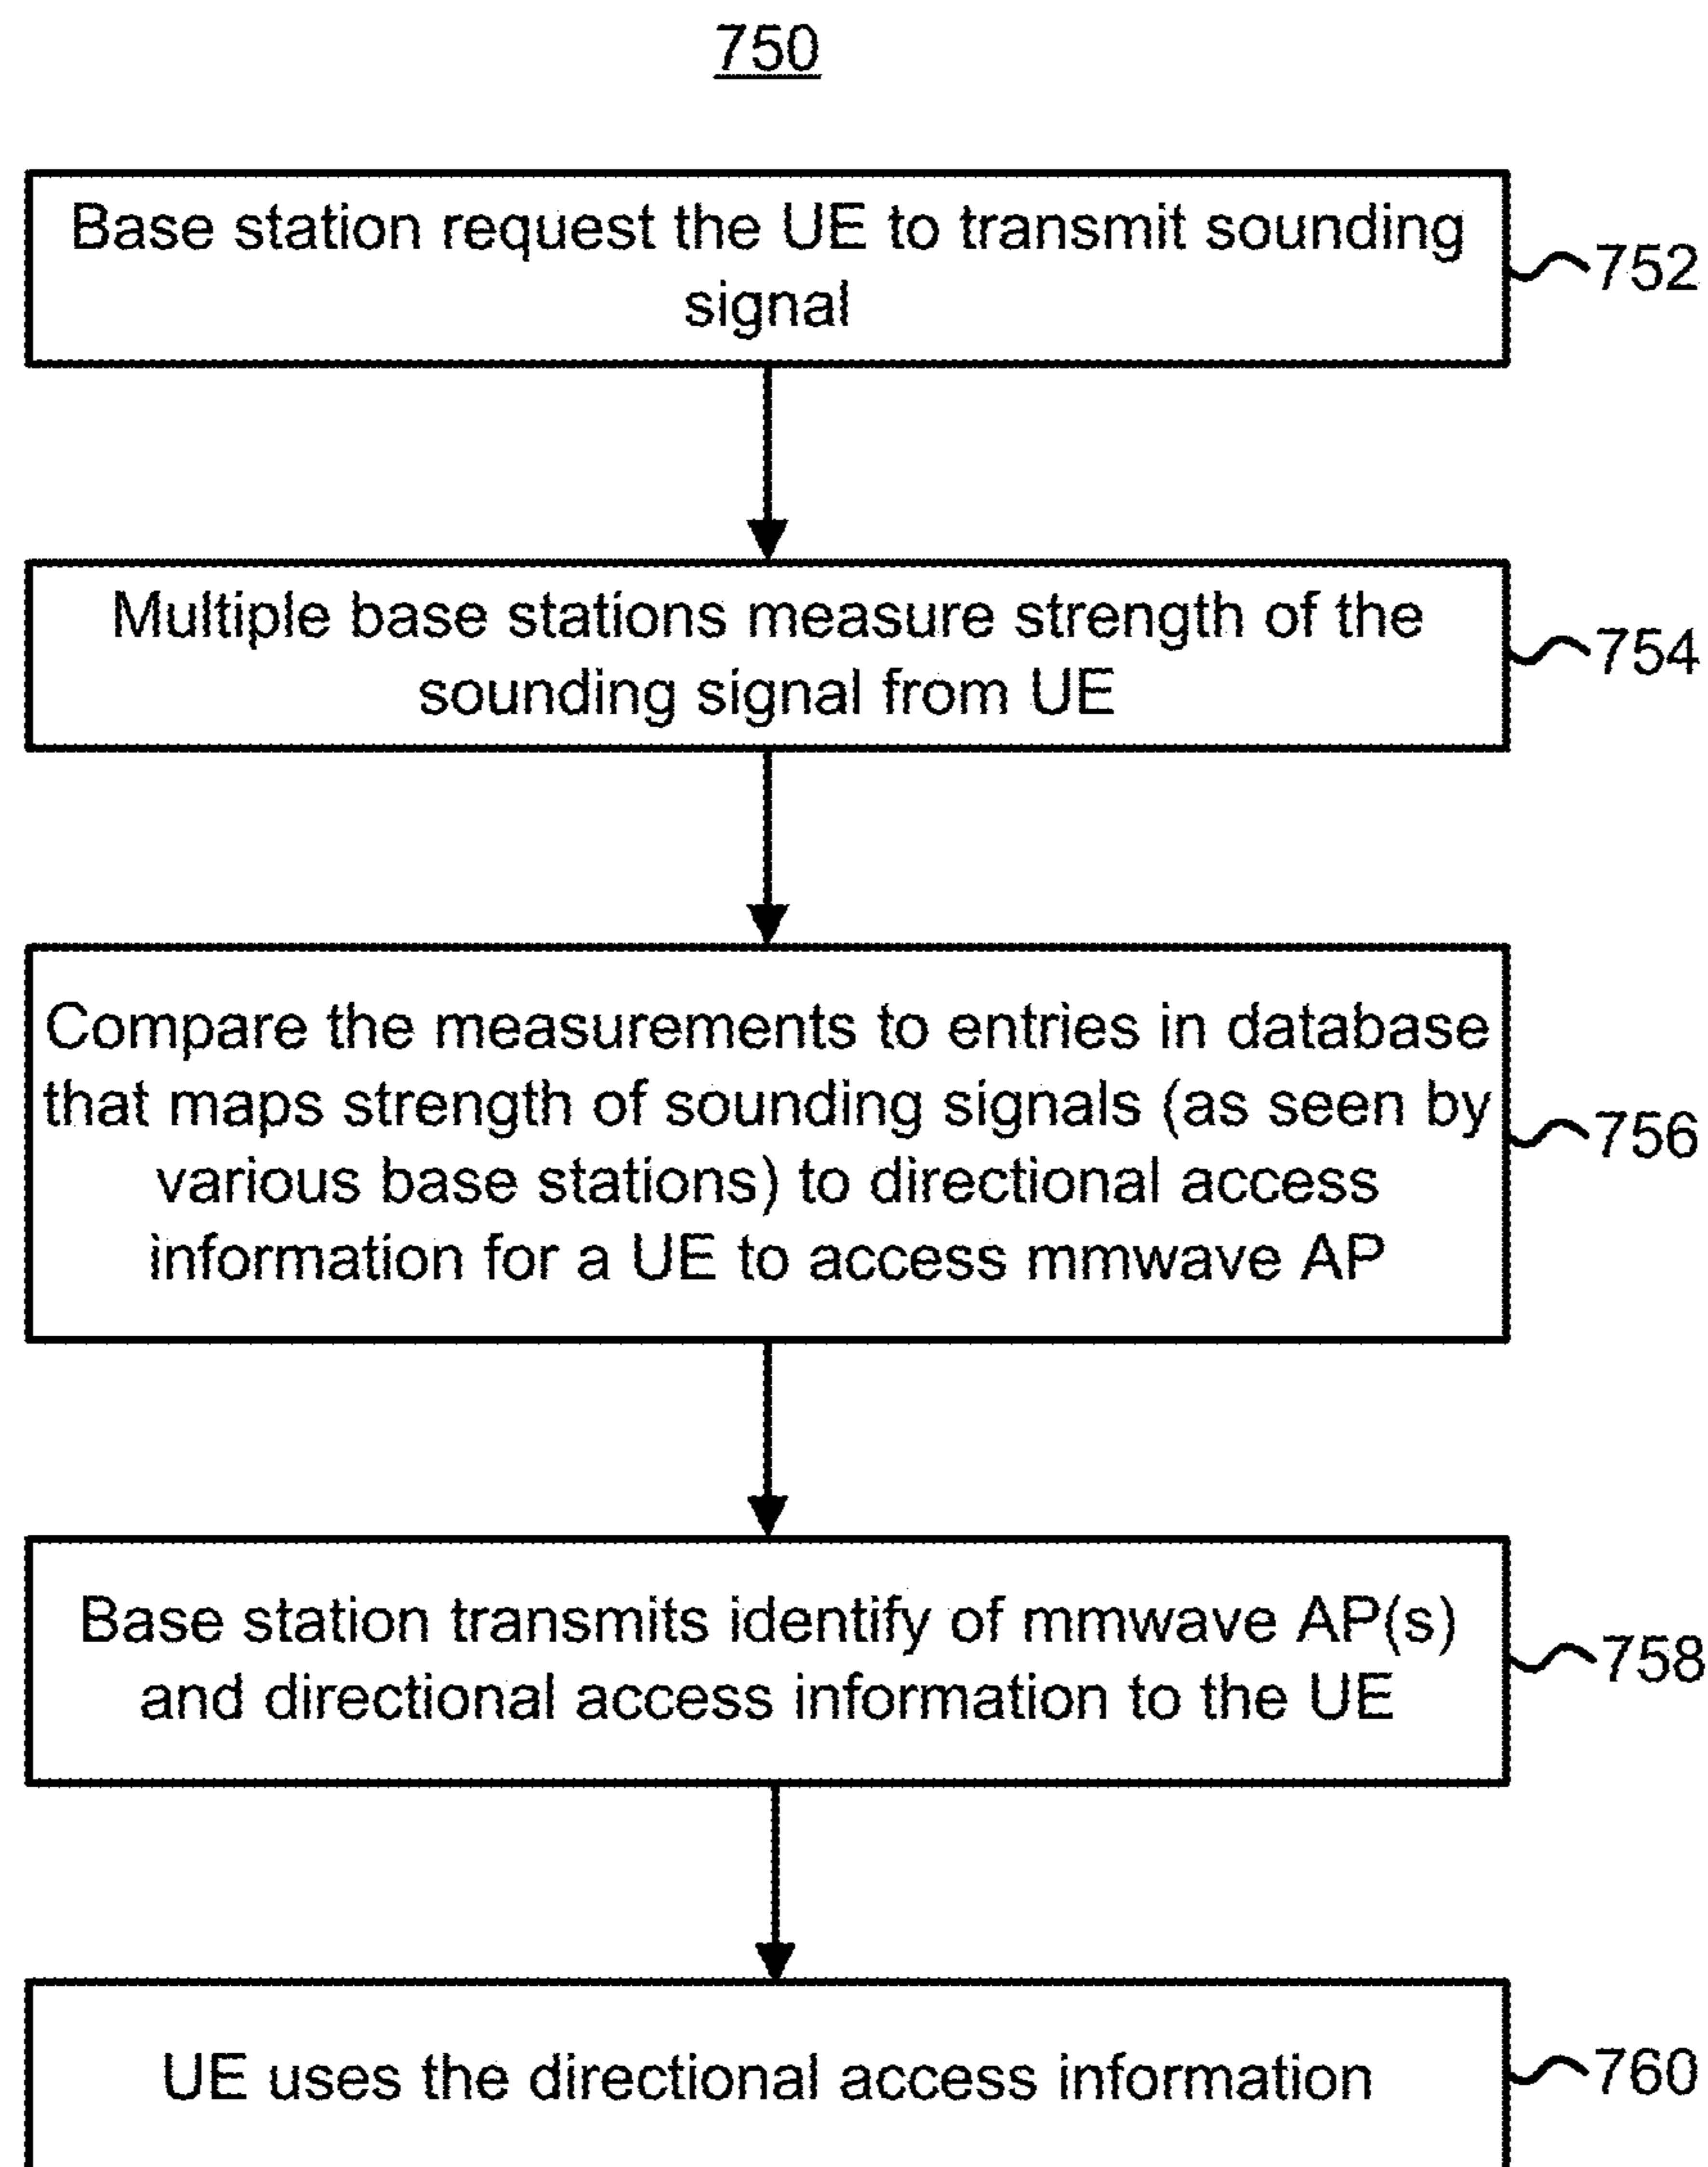 750
Base station request the UE to transmit sounding
signal
752
Multiple base stations measure strength of the
sounding signal from UE
754
Compare the measurements to entries in database
that maps strength of sounding signals (as seen by
various base stations) to directional access
information for a UE to access mmwave AP
756
Base station transmits identify of mmwave AP(s)
and directional access information to the UE
758
UE uses the directional access information
760